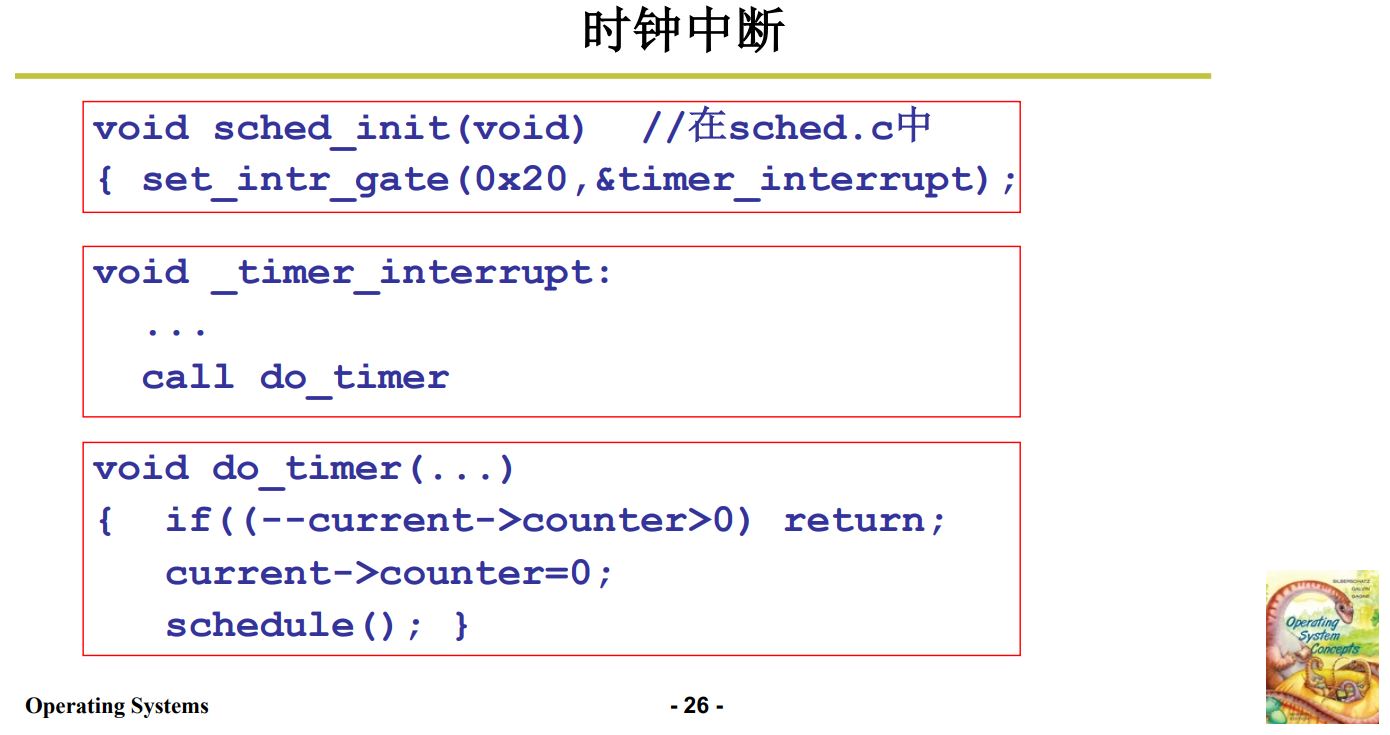 时钟中断
void sched_init(void)  //在sched.c中
{ set_intr_gate(0x20,&timer_interrupt);
void _timer_interrupt:
...
call do_timer
void do_timer(...)
{  if((--current->counter>0) return;
current->counter=0;
schedule(); }
SILBERSCHATZ
GALVIN
GAGNE
Operating
System
Concepts
Operating Systems
- 26 -